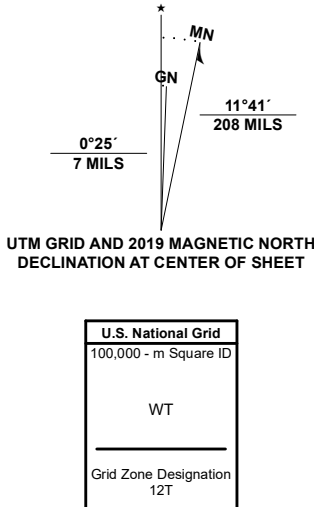 MN
GN
11°41´
208 MILS
0°25´
7 MILS
UTM GRID AND 2019 MAGNETIC NORTH
DECLINATION AT CENTER OF SHEET
U.S. National Grid
100,000 - m Square ID
WT
Grid Zone Designation
12T